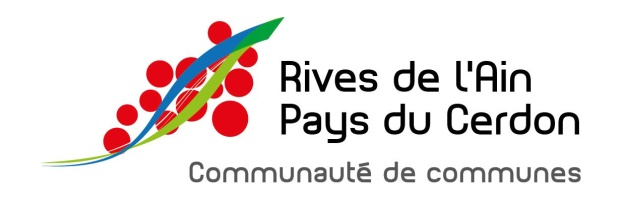 Rives de l'Ain
Pays du Cerdon
Communauté de communes